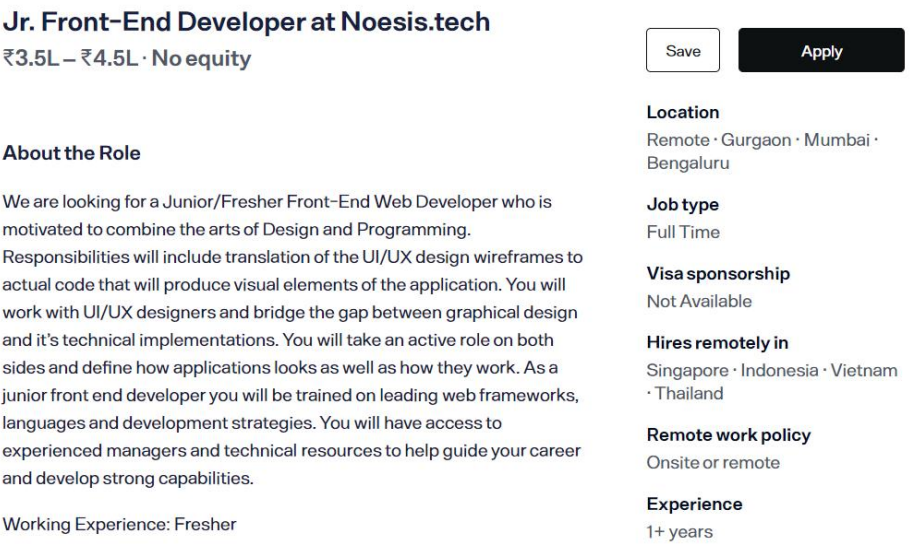 Jr. Front-End Developer at Noesis.tech
₹3.5L – ₹4.5L · No equity
About the Role
We are looking for a Junior/Fresher Front-End Web Developer who is
motivated to combine the arts of Design and Programming.
Responsibilities will include translation of the UI/UX design wireframes to
actual code that will produce visual elements of the application. You will
work with UI/UX designers and bridge the gap between graphical design
and it's technical implementations. You will take an active role on both
sides and define how applications looks as well as how they work. As a
junior front end developer you will be trained on leading web frameworks,
languages and development strategies. You will have access to
experienced managers and technical resources to help guide your career
and develop strong capabilities.
Working Experience: Fresher
Save
Apply
Location
Remote · Gurgaon · Mumbai ·
Bengaluru
Job type
Full Time
Visa sponsorship
Not Available
Hires remotely in
Singapore · Indonesia · Vietnam
· Thailand
Remote work policy
Onsite or remote
Experience
1+ years